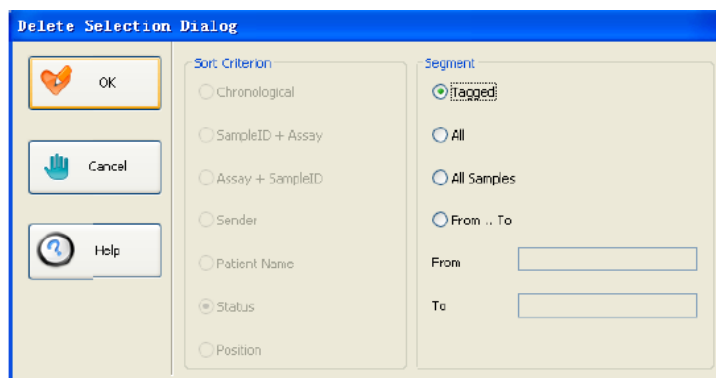 Delete Selection Dialog
OK
Cancel
Help
Sort Criterion
Chronological
SampleID + Assay
Assay + SampleID
Sender
Patient Name
Status
Position
Segment
Tagged
All
All Samples
From .. To
From
To